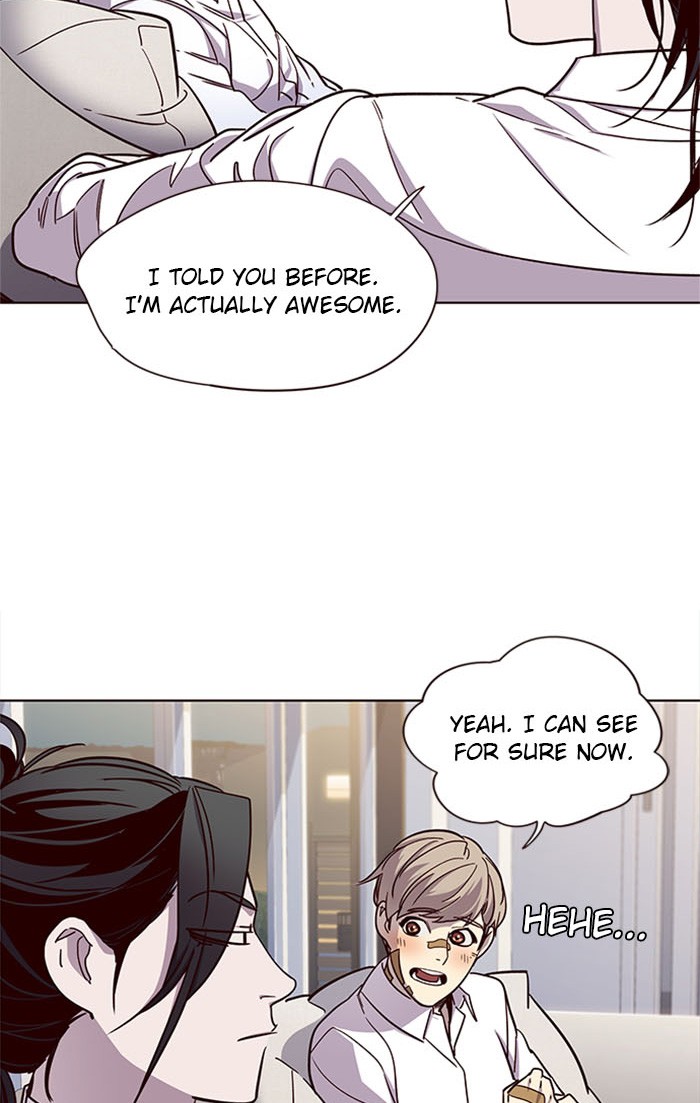 I TOLD YOU BEFORE.
I'M ACTUALLY AWESOME.
YEAH. I CAN SEE
FOR SURE NOW.
HEHE...